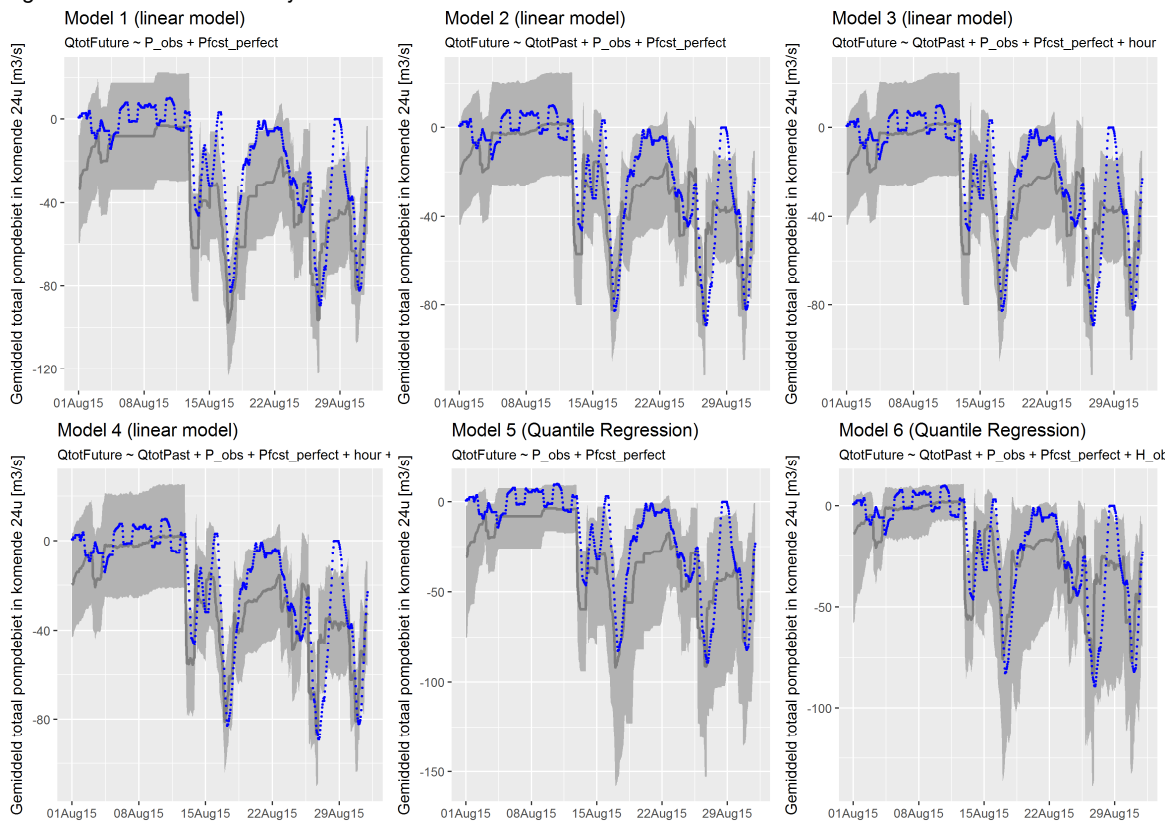 Model 1 (linear model)
QtotFuture ~ P_obs + Pfcst_perfect
Gemiddeld totaal pompdebiet in komende 24u [m3/s]
0
-40
-80
-120
01Aug15 08Aug15 15Aug15 22Aug15 29Aug15
Model 2 (linear model)
QtotFuture ~ QtotPast + P_obs + Pfcst_perfect
Gemiddeld totaal pompdebiet in komende 24u [m3/s]
0
-40
-80
01Aug15 08Aug15 15Aug15 22Aug15 29Aug15
Model 3 (linear model)
QtotFuture ~ QtotPast + P_obs + Pfcst_perfect + hour
Gemiddeld totaal pompdebiet in komende 24u [m3/s]
0
-40
-80
01Aug15 08Aug15 15Aug15 22Aug15 29Aug15
Model 4 (linear model)
QtotFuture ~ QtotPast + P_obs + Pfcst_perfect + hour +
Gemiddeld totaal pompdebiet in komende 24u [m3/s]
0
-40
-80
01Aug15 08Aug15 15Aug15 22Aug15 29Aug15
Model 5 (Quantile Regression)
QtotFuture ~ P_obs + Pfcst_perfect
Gemiddeld totaal pompdebiet in komende 24u [m3/s]
0
-50
-100
-150
01Aug15 08Aug15 15Aug15 22Aug15 29Aug15
Model 6 (Quantile Regression)
QtotFuture ~ QtotPast + P_obs + Pfcst_perfect + H_ob
Gemiddeld totaal pompdebiet in komende 24u [m3/s]
0
-50
-100
01Aug15 08Aug15 15Aug15 22Aug15 29Aug15